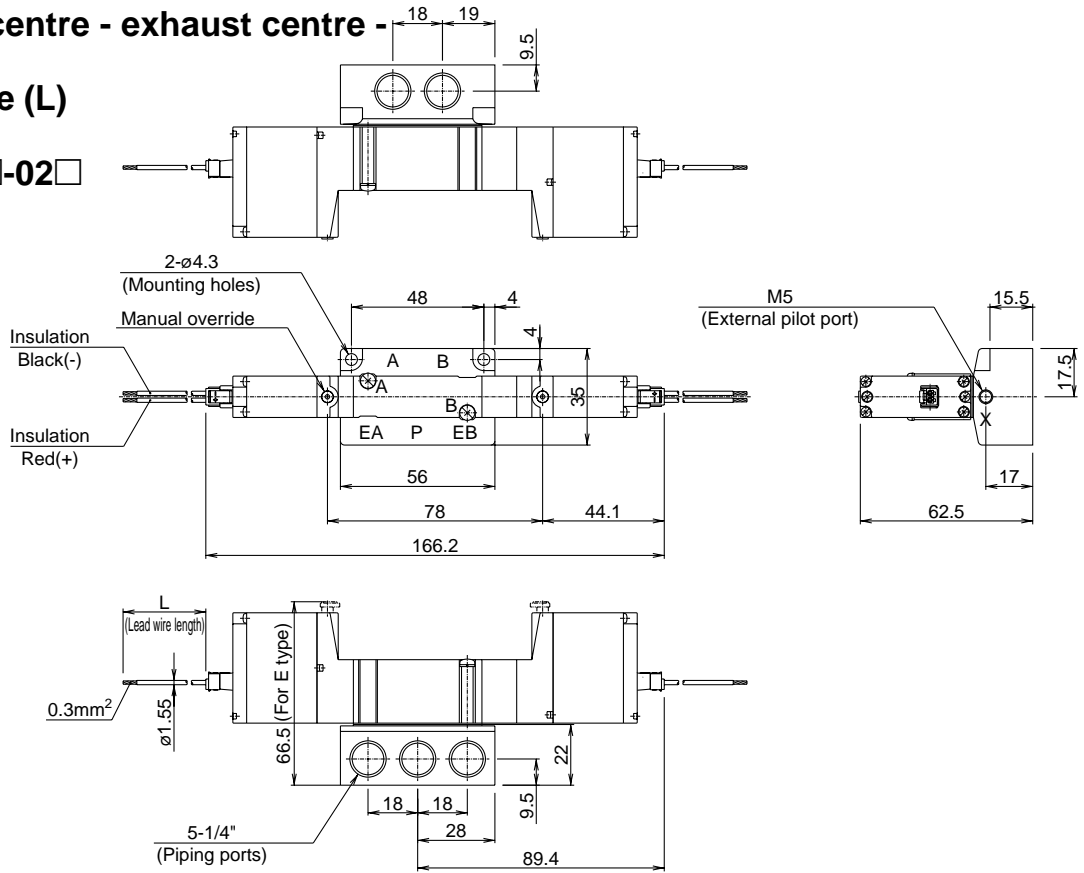 centre - exhaust centre -
e (L)
-02□
18
19
9.5
2-ø4.3
(Mounting holes)
Manual override
Insulation
Black(-)
Insulation
Red(+)
48
4
4
A
B
A
B
EA
P
EB
35
56
78
44.1
166.2
M5
(External pilot port)
15.5
17.5
X
17
62.5
L
(Lead wire length)
0.3mm²
ø1.55
66.5 (For E type)
22
9.5
18
18
28
5-1/4"
(Piping ports)
89.4